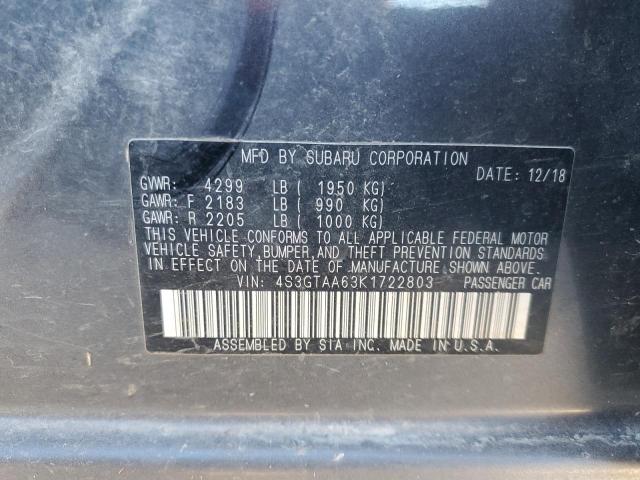 MFD BY SUBARU CORPORATION
DATE: 12/18
GVWR: 4299 LB ( 1950 KG)
GAWR: F 2183 LB ( 990 KG)
GAWR: R 2205 LB ( 1000 KG)
THIS VEHICLE CONFORMS TO ALL APPLICABLE FEDERAL MOTOR
VEHICLE SAFETY, BUMPER, AND THEFT PREVENTION STANDARDS
IN EFFECT ON THE DATE OF MANUFACTURE SHOWN ABOVE.
VIN: 4S3GTAA63K1722803 PASSENGER CAR
ASSEMBLED BY SIA INC. MADE IN U.S.A.